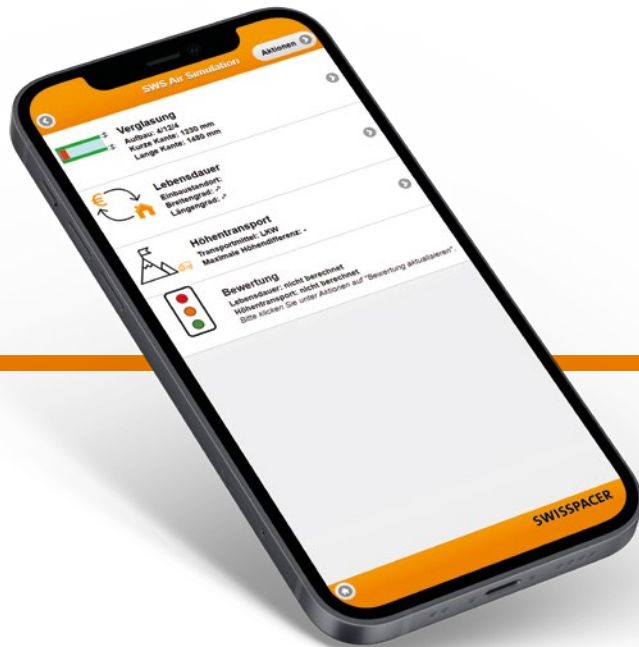 SWS Air Simulation
Aktionen
Verglasung
Aufbau: 4/12/4
Kurze Kante: 1230 mm
Lange Kante: 1480 mm
Lebensdauer
Einbaustandort:
Breitengrad: -°
Längengrad: -°
Höhentransport
Transportmittel: LKW
Maximale Höhendifferenz: -
Bewertung
Lebensdauer: nicht berechnet
Höhentransport: nicht berechnet
Bitte klicken Sie unter Aktionen auf "Bewertung aktualisieren".
SWISSPACER